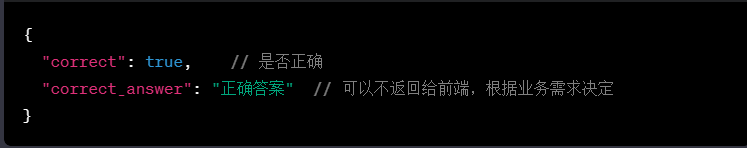 {
"correct": true, // 是否正确
"correct_answer": "正确答案" // 可以不返回给前端，根据业务需求决定
}